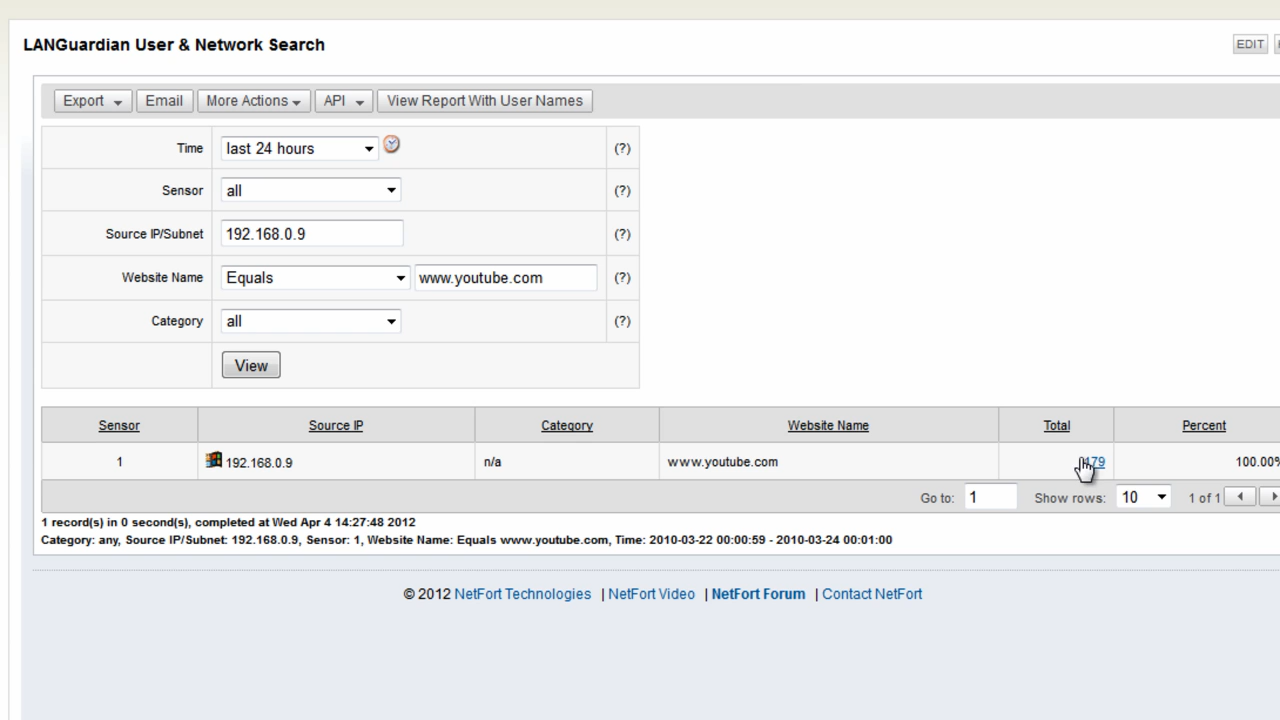 LANGuardian User & Network Search
EDIT
Export Email More Actions API View Report With User Names
Time last 24 hours (?)
Sensor all (?)
Source IP/Subnet 192.168.0.9 (?)
Website Name Equals www.youtube.com (?)
Category all (?)
View
Sensor Source IP Category Website Name Total Percent
1 192.168.0.9 n/a www.youtube.com 100.00%
Go to: 1 Show rows: 10 1 of 1
1 record(s) in 0 second(s), completed at Wed Apr 4 14:27:48 2012
Category: any, Source IP/Subnet: 192.168.0.9, Sensor: 1, Website Name: Equals www.youtube.com, Time: 2010-03-22 00:00:59 - 2010-03-24 00:01:00
© 2012 NetFort Technologies | NetFort Video | NetFort Forum | Contact NetFort